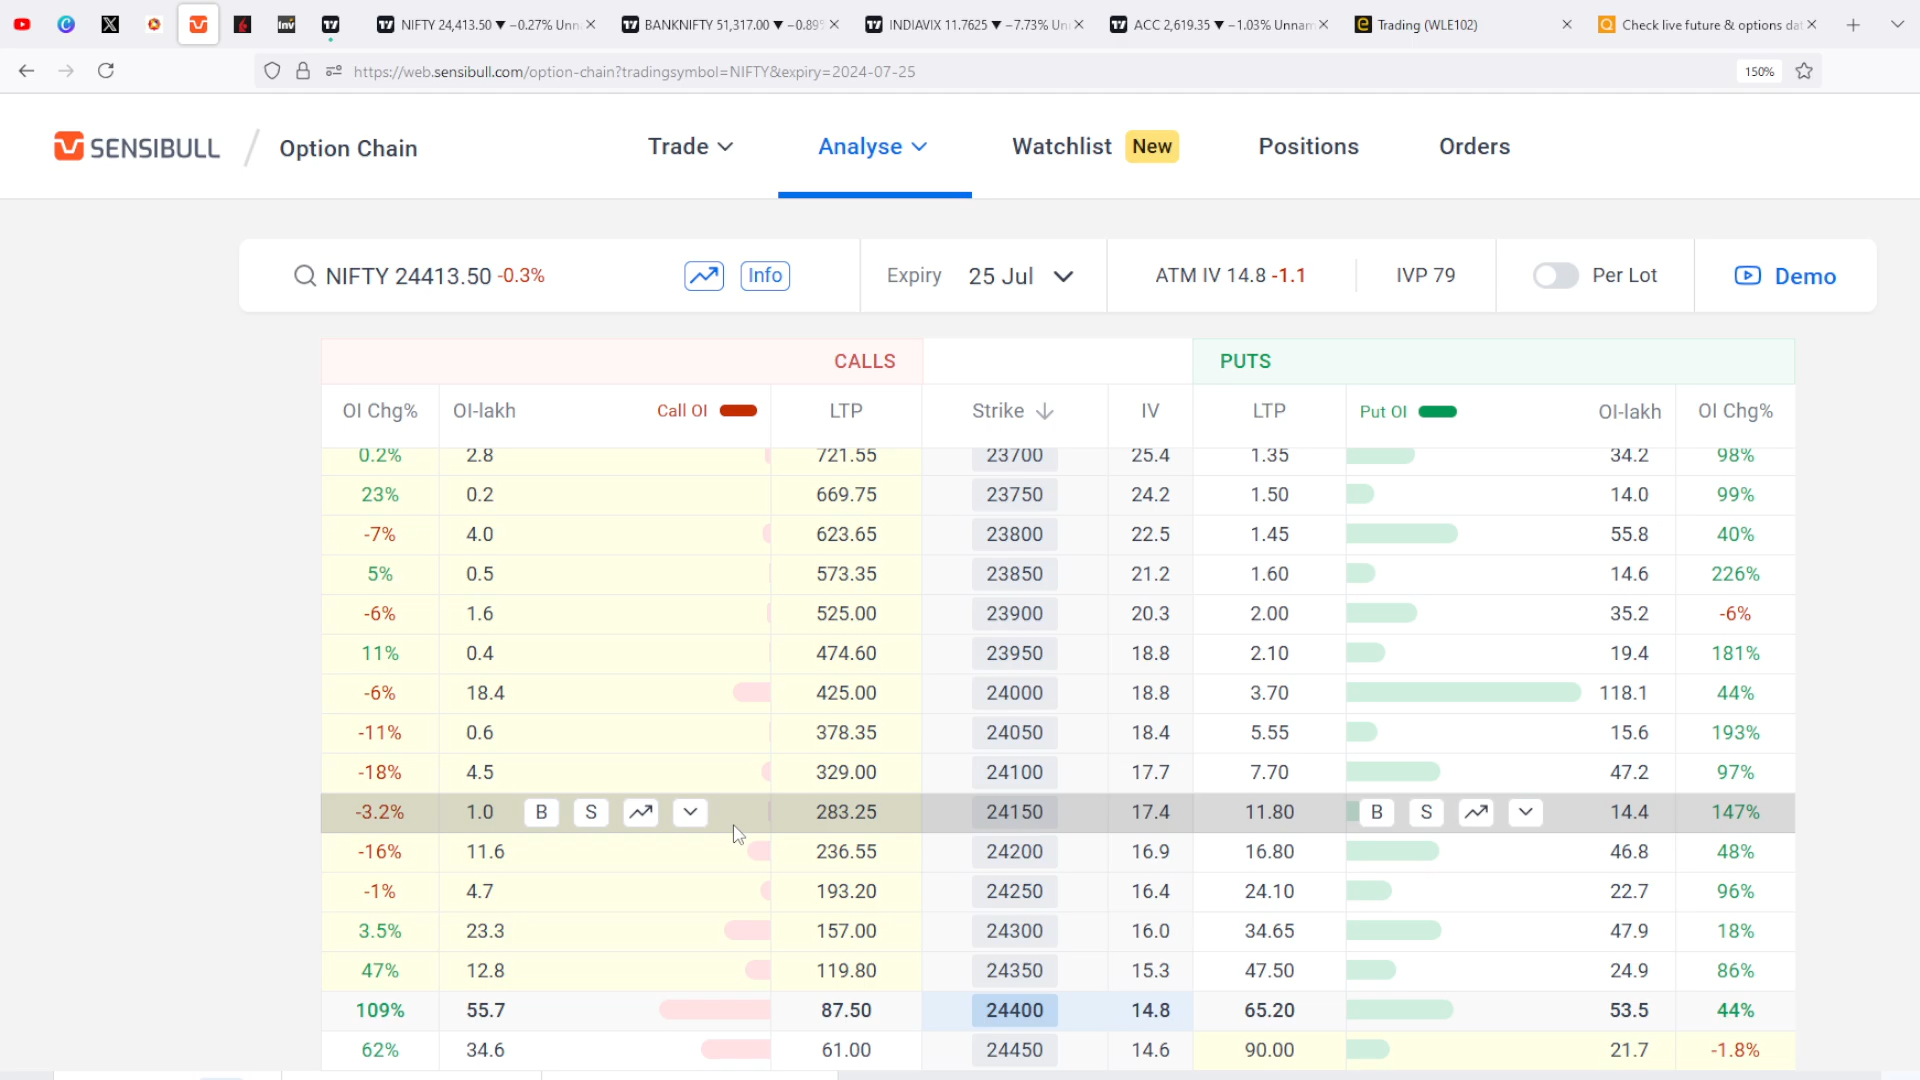 NIFTY 24,413.50 ▼ −0.27% Unn
BANKNIFTY 51,317.00 ▼ −0.89%
INDIAVIX 11.7625 ▼ −7.73% Un
ACC 2,619.35 ▼ −1.03% Unnam
Trading (WLE102)
Check live future & options dat
https://web.sensibull.com/option-chain?tradingsymbol=NIFTY&expiry=2024-07-25
150%
SENSIBULL / Option Chain
Trade
Analyse
Watchlist New
Positions
Orders
NIFTY 24413.50 -0.3%
Info
Expiry 25 Jul
ATM IV 14.8 -1.1
IVP 79
Per Lot
Demo
CALLS PUTS
OI Chg% OI-lakh Call OI LTP Strike ↓ IV LTP Put OI OI-lakh OI Chg%
0.2% 2.8 721.55 23700 25.4 1.35 34.2 98%
23% 0.2 669.75 23750 24.2 1.50 14.0 99%
-7% 4.0 623.65 23800 22.5 1.45 55.8 40%
5% 0.5 573.35 23850 21.2 1.60 14.6 226%
-6% 1.6 525.00 23900 20.3 2.00 35.2 -6%
11% 0.4 474.60 23950 18.8 2.10 19.4 181%
-6% 18.4 425.00 24000 18.8 3.70 118.1 44%
-11% 0.6 378.35 24050 18.4 5.55 15.6 193%
-18% 4.5 329.00 24100 17.7 7.70 47.2 97%
-3.2% 1.0 B S 283.25 24150 17.4 11.80 B S 14.4 147%
-16% 11.6 236.55 24200 16.9 16.80 46.8 48%
-1% 4.7 193.20 24250 16.4 24.10 22.7 96%
3.5% 23.3 157.00 24300 16.0 34.65 47.9 18%
47% 12.8 119.80 24350 15.3 47.50 24.9 86%
109% 55.7 87.50 24400 14.8 65.20 53.5 44%
62% 34.6 61.00 24450 14.6 90.00 21.7 -1.8%